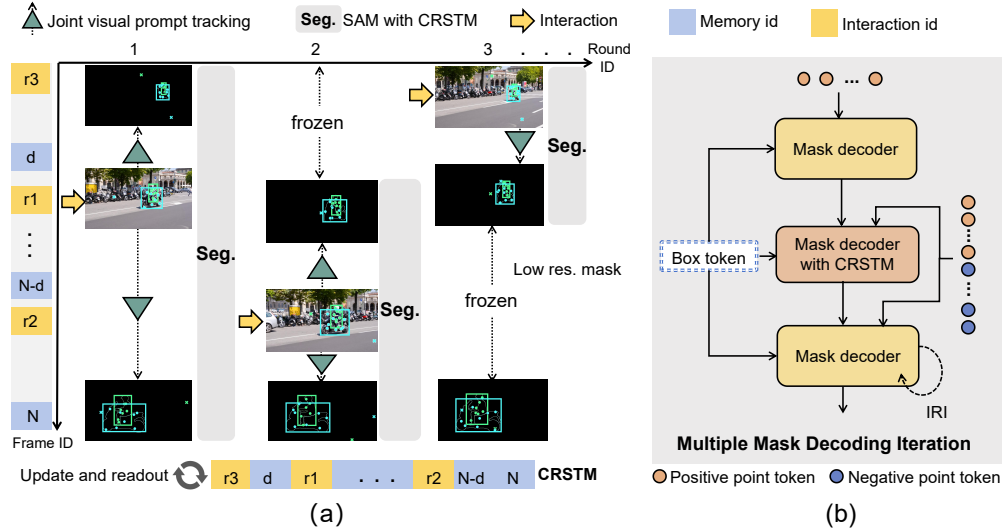 Joint visual prompt tracking
Seg. SAM with CRSTM
Interaction
Memory id
Interaction id
1
2
3 . . .
Round
ID
r3
d
r1
N-d
r2
N
Frame ID
frozen
frozen
Seg.
Seg.
Seg.
Low res. mask
Update and readout
r3 d r1 . . . r2 N-d N
CRSTM
(a)
...
Mask decoder
Mask decoder
with CRSTM
Box token
Mask decoder
IRI
Multiple Mask Decoding Iteration
Positive point token
Negative point token
(b)